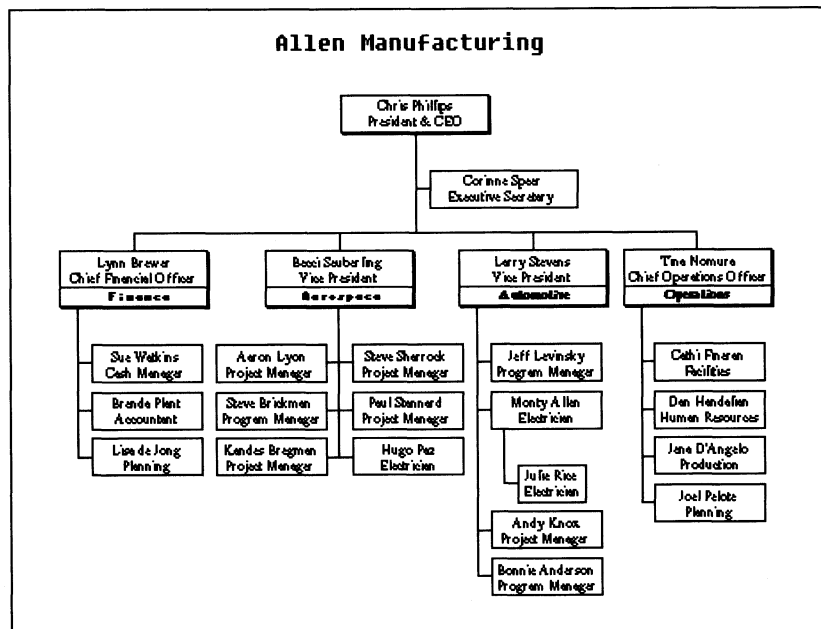 Allen Manufacturing
Chris Phillips
President & CEO
Corinne Speer
Executive Secretary
Lynn Brewer
Chief Financial Officer
Finance
Becci Seuberling
Vice President
Aerospace
Larry Stevens
Vice President
Automotive
Tina Nomura
Chief Operations Officer
Operations
Sue Watkins
Cash Manager
Brenda Plant
Accountant
Lisa de Jong
Planning
Aaron Lyon
Project Manager
Steve Brickman
Program Manager
Kandes Bregman
Project Manager
Steve Sherrock
Project Manager
Paul Stannard
Project Manager
Hugo Paz
Electrician
Jeff Levinsky
Program Manager
Monty Allen
Electrician
Julie Rice
Electrician
Andy Knox
Project Manager
Bonnie Anderson
Program Manager
Cathi Fineran
Facilities
Dan Handalian
Human Resources
Jane D'Angelo
Production
Joel Pelote
Planning